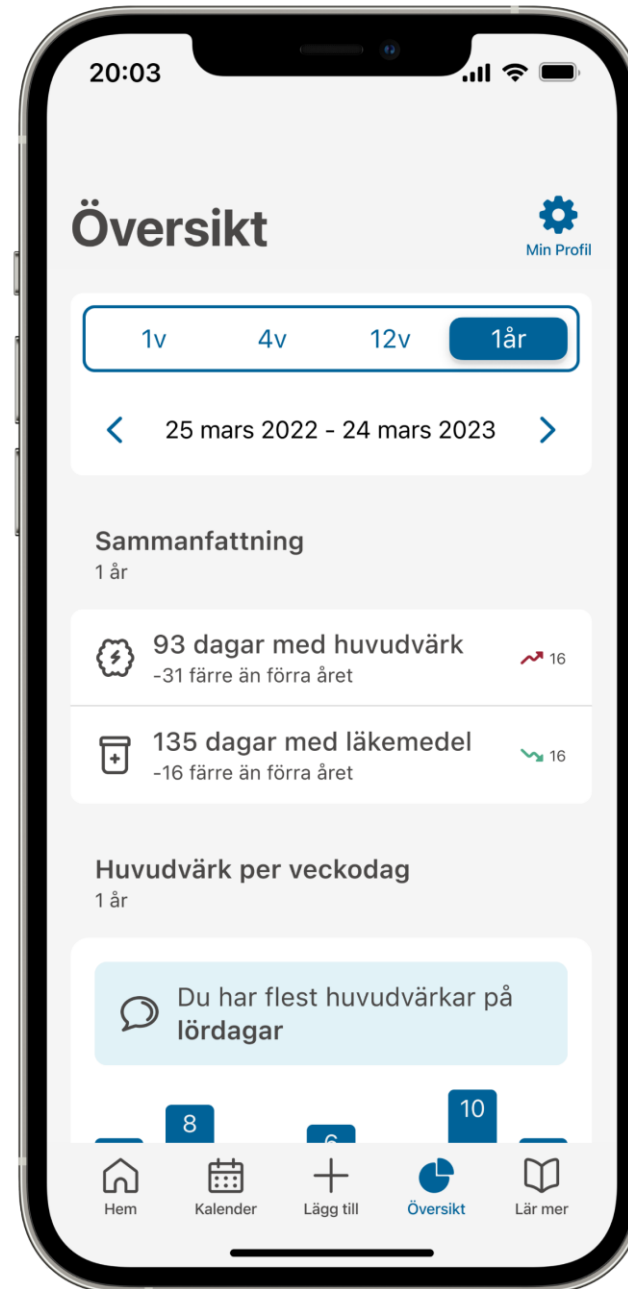 20:03
Översikt
Min Profil
1v 4v 12v 1år
25 mars 2022 - 24 mars 2023
Sammanfattning
1 år
93 dagar med huvudvärk
-31 färre än förra året
16
135 dagar med läkemedel
-16 färre än förra året
16
Huvudvärk per veckodag
1 år
Du har flest huvudvärkar på
lördagar
8 10
Hem Kalender Lägg till Översikt Lär mer